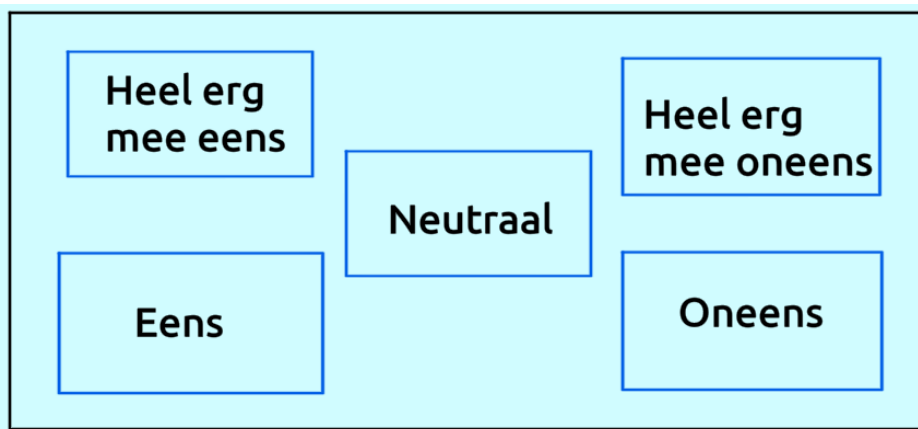 Heel erg
mee eens
Heel erg
mee oneens
Neutraal
Eens
Oneens